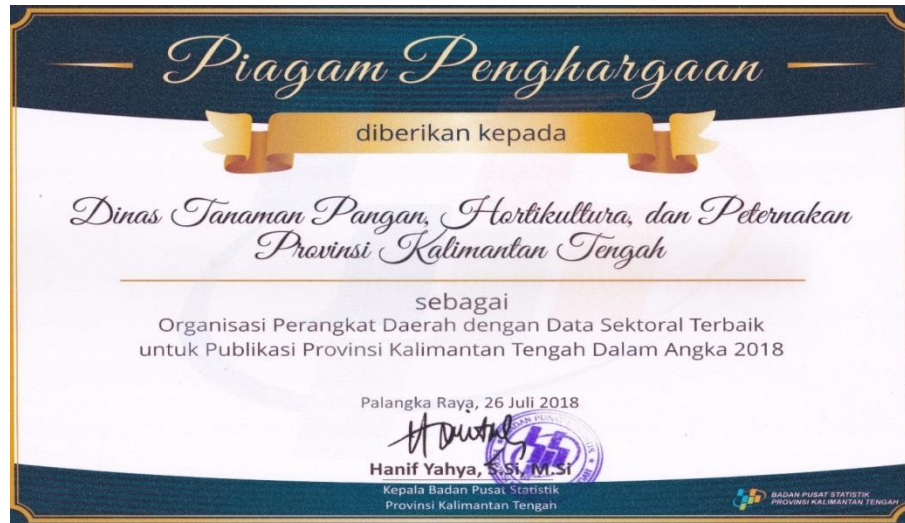 Piagam Penghargaan
diberikan kepada
Dinas Tanaman Pangan, Hortikultura, dan Peternakan
Provinsi Kalimantan Tengah
sebagai
Organisasi Perangkat Daerah dengan Data Sektoral Terbaik
untuk Publikasi Provinsi Kalimantan Tengah Dalam Angka 2018
Palangka Raya, 26 Juli 2018
Hanif Yahya, S.Si, M.Si
Kepala Badan Pusat Statistik
Provinsi Kalimantan Tengah
BADAN PUSAT STATISTIK
PROVINSI KALIMANTAN TENGAH